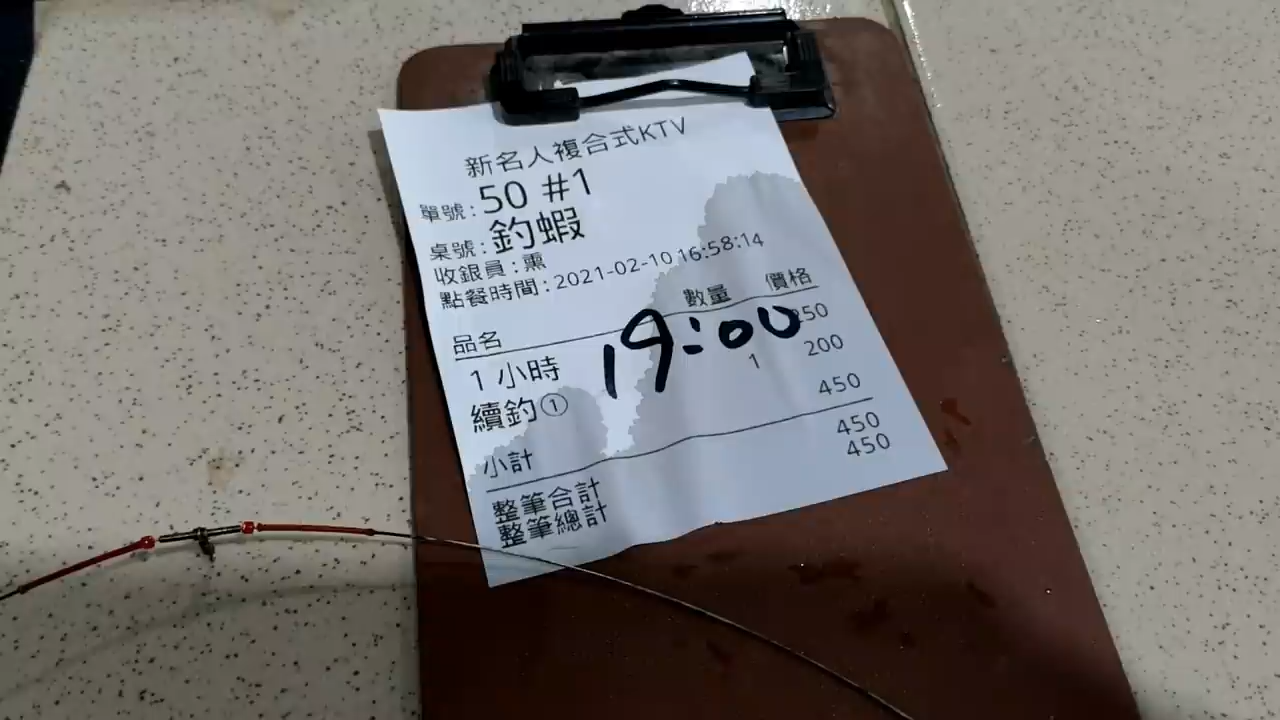 新名人複合式KTV
單號:50 #1
桌號:釣蝦
收銀員:熏
點餐時間:2021-02-10 16:58:14
品名 數量 價格
1 小時 250
19:00
續釣① 1 200
小計 450
整筆合計 450
整筆總計 450